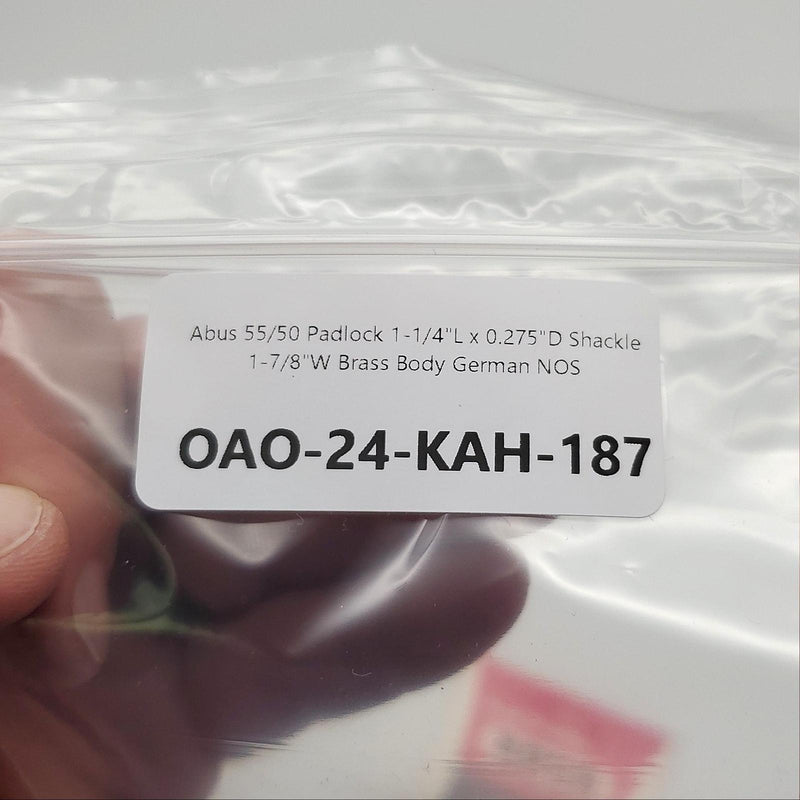 Abus 55/50 Padlock 1-1/4"L x 0.275"D Shackle
1-7/8"W Brass Body German NOS
OAO-24-KAH-187